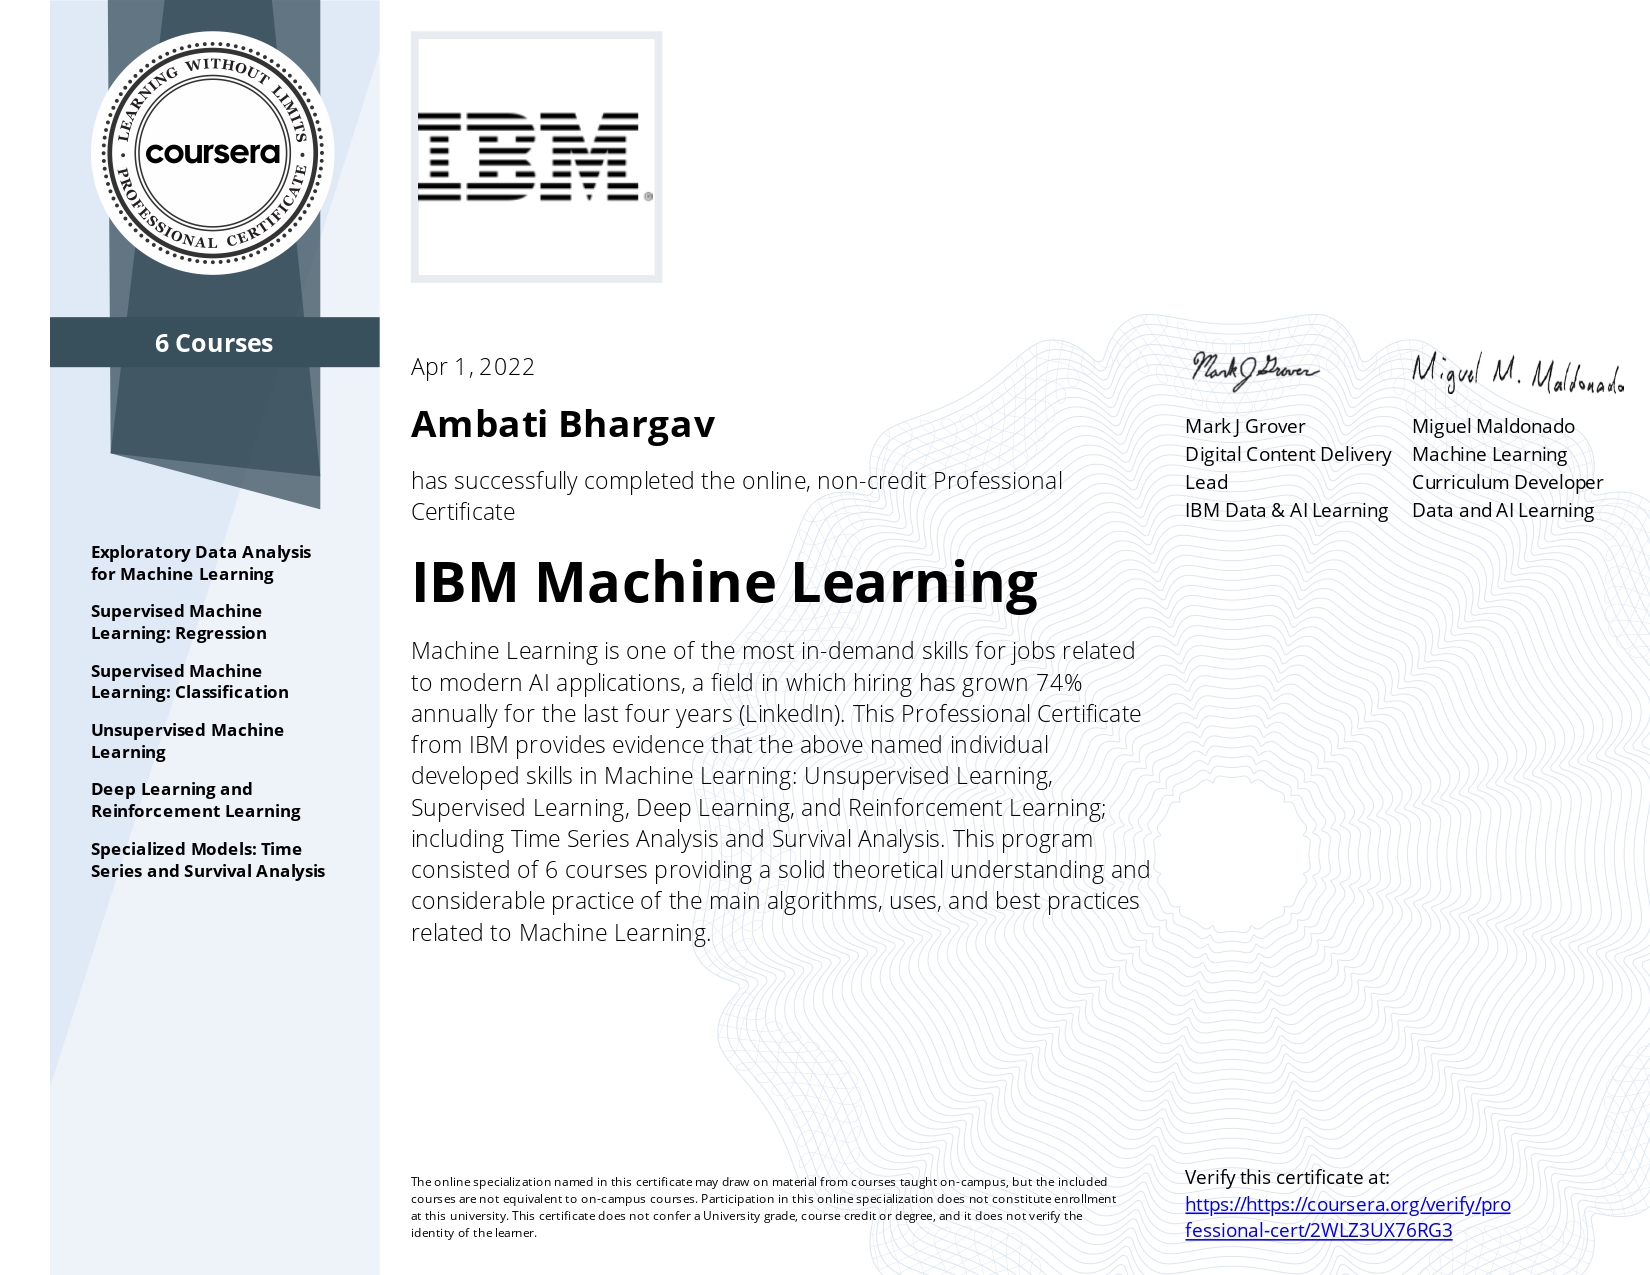 LEARNING WITHOUT LIMITS
coursera
PROFESSIONAL CERTIFICATE
IBM®
6 Courses
Exploratory Data Analysis
for Machine Learning
Supervised Machine
Learning: Regression
Supervised Machine
Learning: Classification
Unsupervised Machine
Learning
Deep Learning and
Reinforcement Learning
Specialized Models: Time
Series and Survival Analysis
Apr 1, 2022
Ambati Bhargav
has successfully completed the online, non-credit Professional
Certificate
IBM Machine Learning
Machine Learning is one of the most in-demand skills for jobs related
to modern AI applications, a field in which hiring has grown 74%
annually for the last four years (LinkedIn). This Professional Certificate
from IBM provides evidence that the above named individual
developed skills in Machine Learning: Unsupervised Learning,
Supervised Learning, Deep Learning, and Reinforcement Learning;
including Time Series Analysis and Survival Analysis. This program
consisted of 6 courses providing a solid theoretical understanding and
considerable practice of the main algorithms, uses, and best practices
related to Machine Learning.
Mark J Grover
Mark J Grover
Digital Content Delivery
Lead
IBM Data & AI Learning
Miguel M. Maldonado
Miguel Maldonado
Machine Learning
Curriculum Developer
Data and AI Learning
The online specialization named in this certificate may draw on material from courses taught on-campus, but the included
courses are not equivalent to on-campus courses. Participation in this online specialization does not constitute enrollment
at this university. This certificate does not confer a University grade, course credit or degree, and it does not verify the
identity of the learner.
Verify this certificate at:
https://https://coursera.org/verify/pro
fessional-cert/2WLZ3UX76RG3